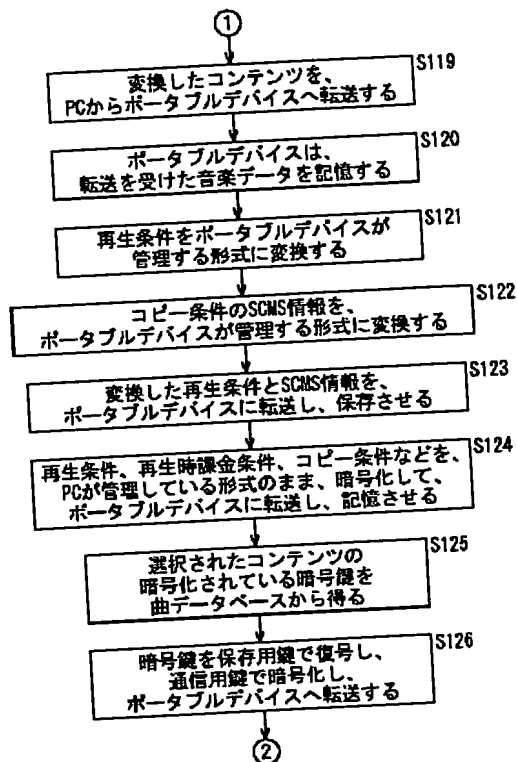 ①
S119
変換したコンテンツを、
PCからポータブルデバイスへ転送する
S120
ポータブルデバイスは、
転送を受けた音楽データを記憶する
S121
再生条件をポータブルデバイスが
管理する形式に変換する
S122
コピー条件のSCMS情報を、
ポータブルデバイスが管理する形式に変換する
S123
変換した再生条件とSCMS情報を、
ポータブルデバイスに転送し、保存させる
S124
再生条件、再生時課金条件、コピー条件などを、
PCが管理している形式のまま、暗号化して、
ポータブルデバイスに転送し、記憶させる
S125
選択されたコンテンツの
暗号化されている暗号鍵を
曲データベースから得る
S126
暗号鍵を保存用鍵で復号し、
通信用鍵で暗号化し、
ポータブルデバイスへ転送する
②